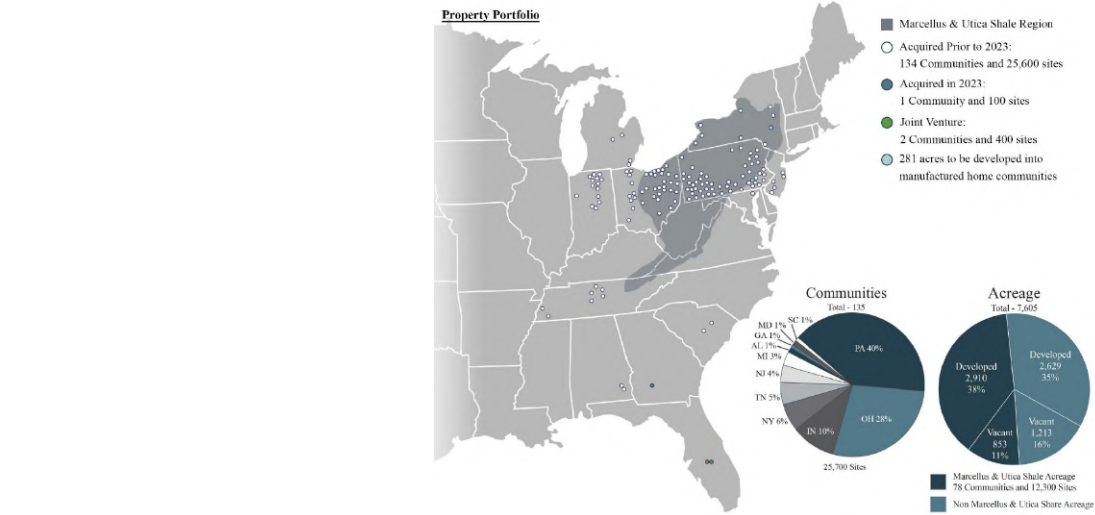 Property Portfolio
Marcellus & Utica Shale Region
Acquired Prior to 2023:
134 Communities and 25,600 sites
Acquired in 2023:
1 Community and 100 sites
Joint Venture:
2 Communities and 400 sites
281 acres to be developed into
manufactured home communities
Communities
Total - 135
SC 1%
MD 1%
GA 1%
AL 1%
MI 3%
NJ 4%
TN 5%
NY 6%
IN 10%
OH 28%
PA 40%
25,700 Sites
Acreage
Total - 7,605
Developed
2,910
38%
Developed
2,629
35%
Vacant
853
11%
Vacant
1,213
16%
Marcellus & Utica Shale Acreage
78 Communities and 12,300 Sites
Non Marcellus & Utica Share Acreage